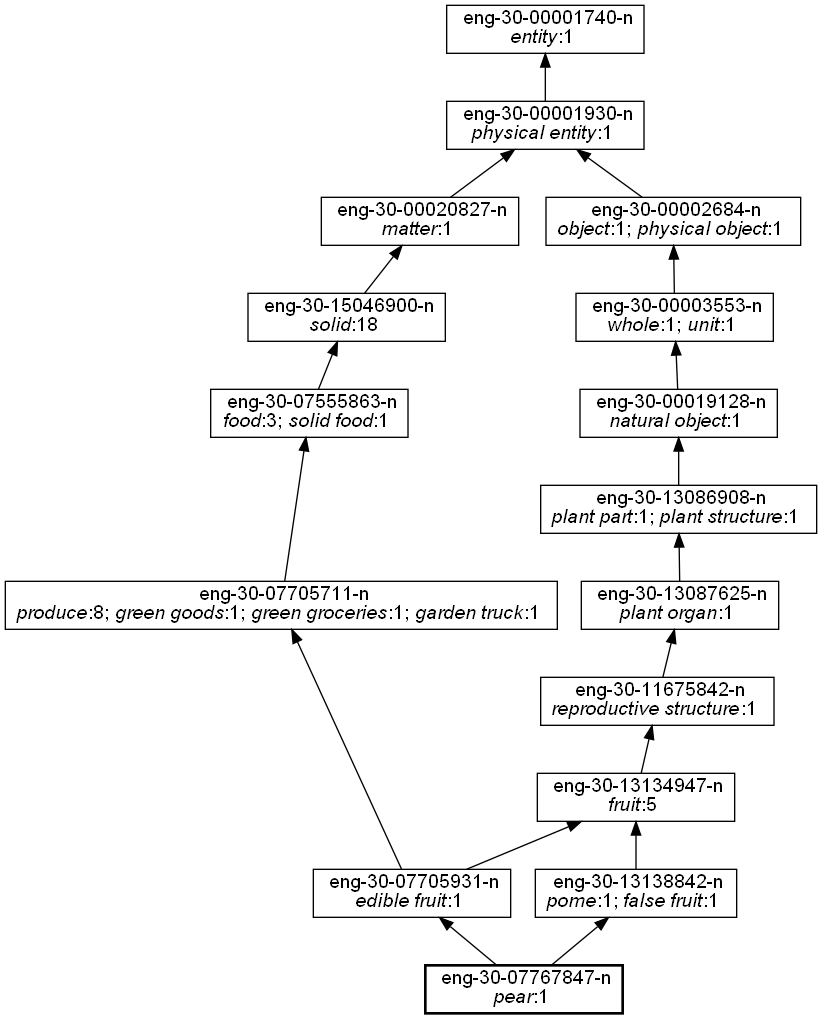 eng-30-00001740-n
entity:1
eng-30-00001930-n
physical entity:1
eng-30-00020827-n
matter:1
eng-30-00002684-n
object:1; physical object:1
eng-30-15046900-n
solid:18
eng-30-00003553-n
whole:1; unit:1
eng-30-07555863-n
food:3; solid food:1
eng-30-00019128-n
natural object:1
eng-30-13086908-n
plant part:1; plant structure:1
eng-30-07705711-n
produce:8; green goods:1; green groceries:1; garden truck:1
eng-30-13087625-n
plant organ:1
eng-30-11675842-n
reproductive structure:1
eng-30-13134947-n
fruit:5
eng-30-07705931-n
edible fruit:1
eng-30-13138842-n
pome:1; false fruit:1
eng-30-07767847-n
pear:1